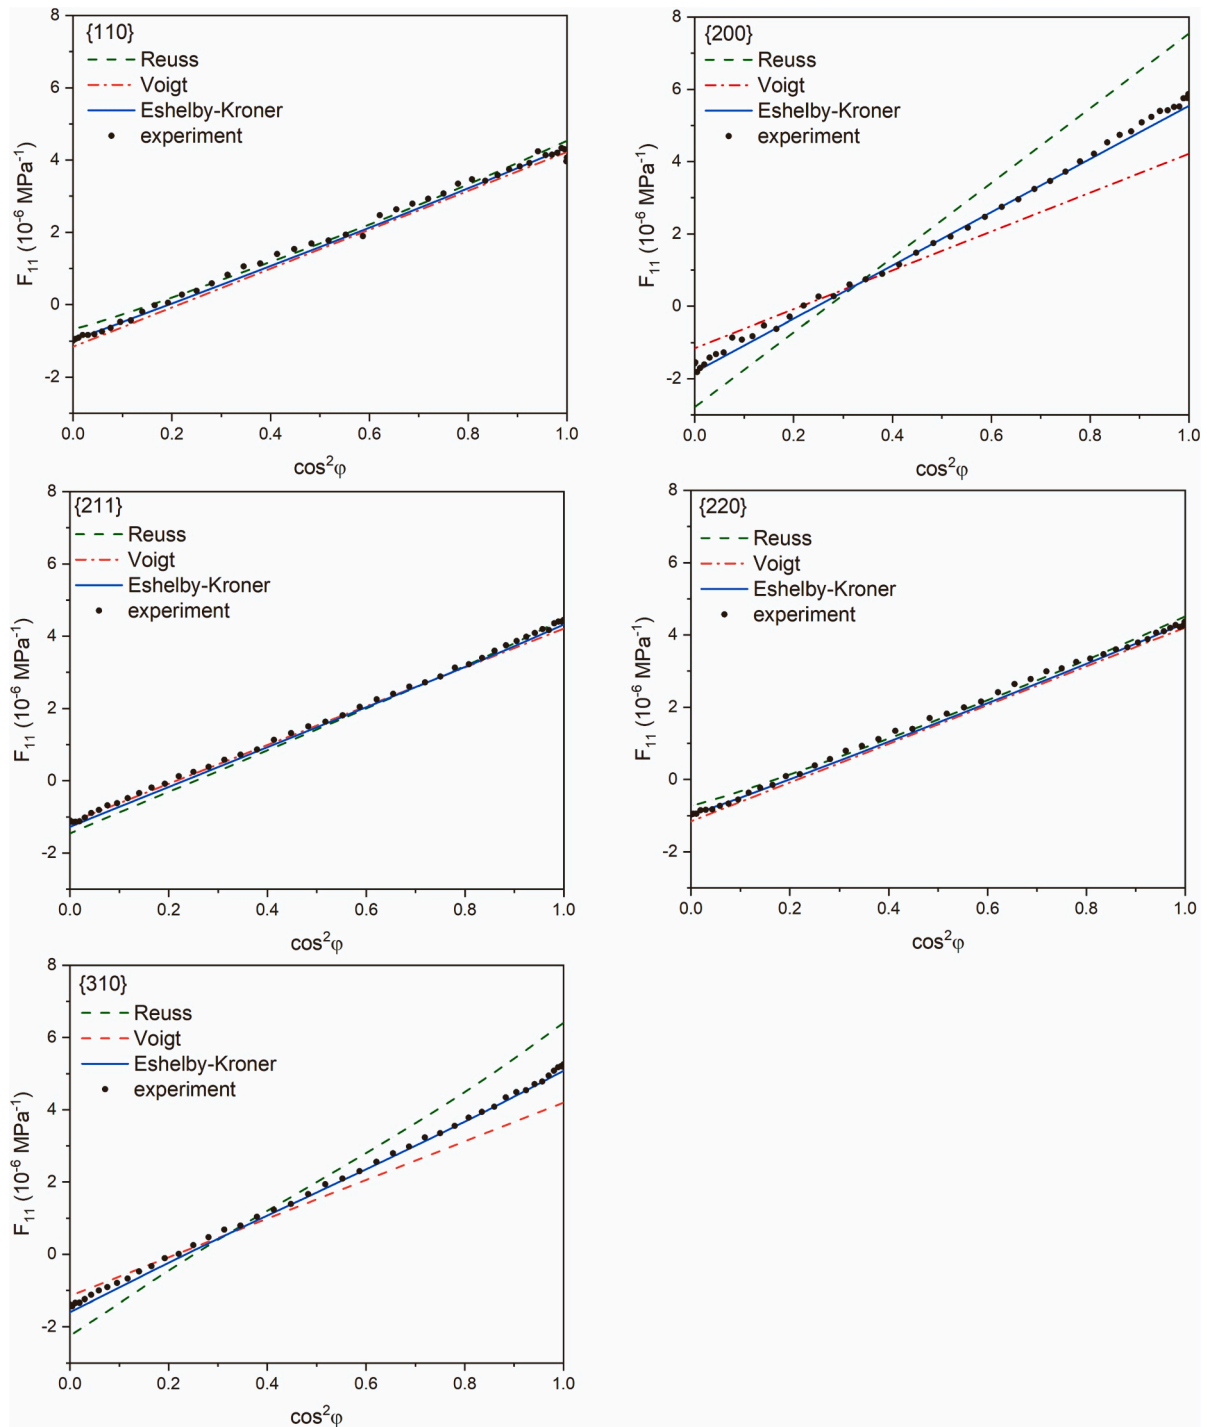 {110}
Reuss
Voigt
Eshelby-Kroner
experiment
F₁₁ (10⁻⁶ MPa⁻¹)
8
6
4
2
0
-2
0.0 0.2 0.4 0.6 0.8 1.0
cos²φ
{200}
Reuss
Voigt
Eshelby-Kroner
experiment
F₁₁ (10⁻⁶ MPa⁻¹)
8
6
4
2
0
-2
0.0 0.2 0.4 0.6 0.8 1.0
cos²φ
{211}
Reuss
Voigt
Eshelby-Kroner
experiment
F₁₁ (10⁻⁶ MPa⁻¹)
8
6
4
2
0
-2
0.0 0.2 0.4 0.6 0.8 1.0
cos²φ
{220}
Reuss
Voigt
Eshelby-Kroner
experiment
F₁₁ (10⁻⁶ MPa⁻¹)
8
6
4
2
0
-2
0.0 0.2 0.4 0.6 0.8 1.0
cos²φ
{310}
Reuss
Voigt
Eshelby-Kroner
experiment
F₁₁ (10⁻⁶ MPa⁻¹)
8
6
4
2
0
-2
0.0 0.2 0.4 0.6 0.8 1.0
cos²φ